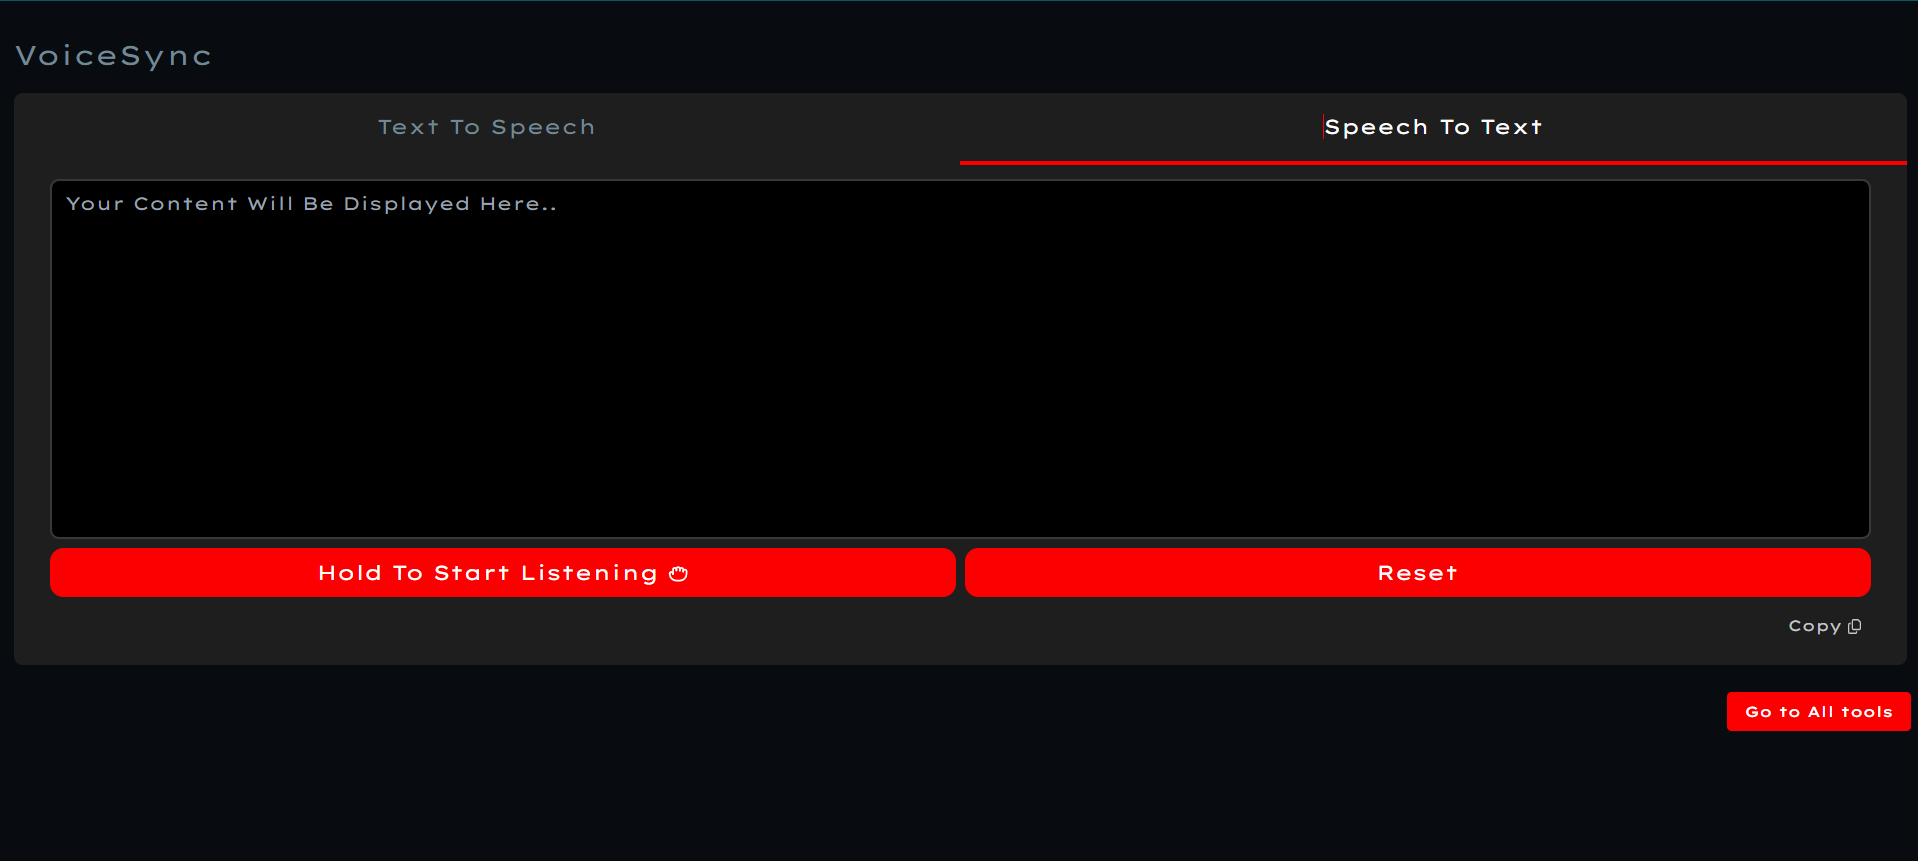 VoiceSync
Text To Speech
Speech To Text
Your Content Will Be Displayed Here..
Hold To Start Listening
Reset
Copy
Go to All tools